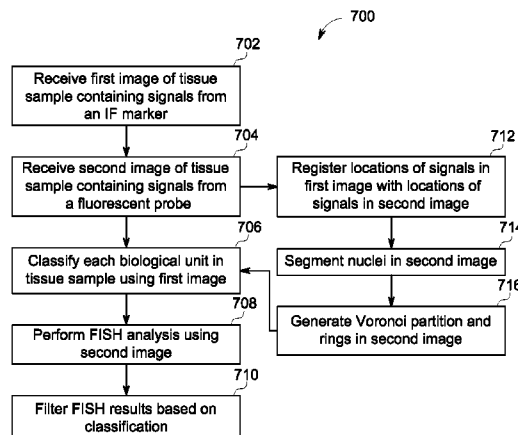 700
702
Receive first image of tissue
sample containing signals from
an IF marker
704
Receive second image of tissue
sample containing signals from
a fluorescent probe
706
Classify each biological unit in
tissue sample using first image
708
Perform FISH analysis using
second image
710
Filter FISH results based on
classification
712
Register locations of signals in
first image with locations of
signals in second image
714
Segment nuclei in second image
716
Generate Voronoi partition and
rings in second image